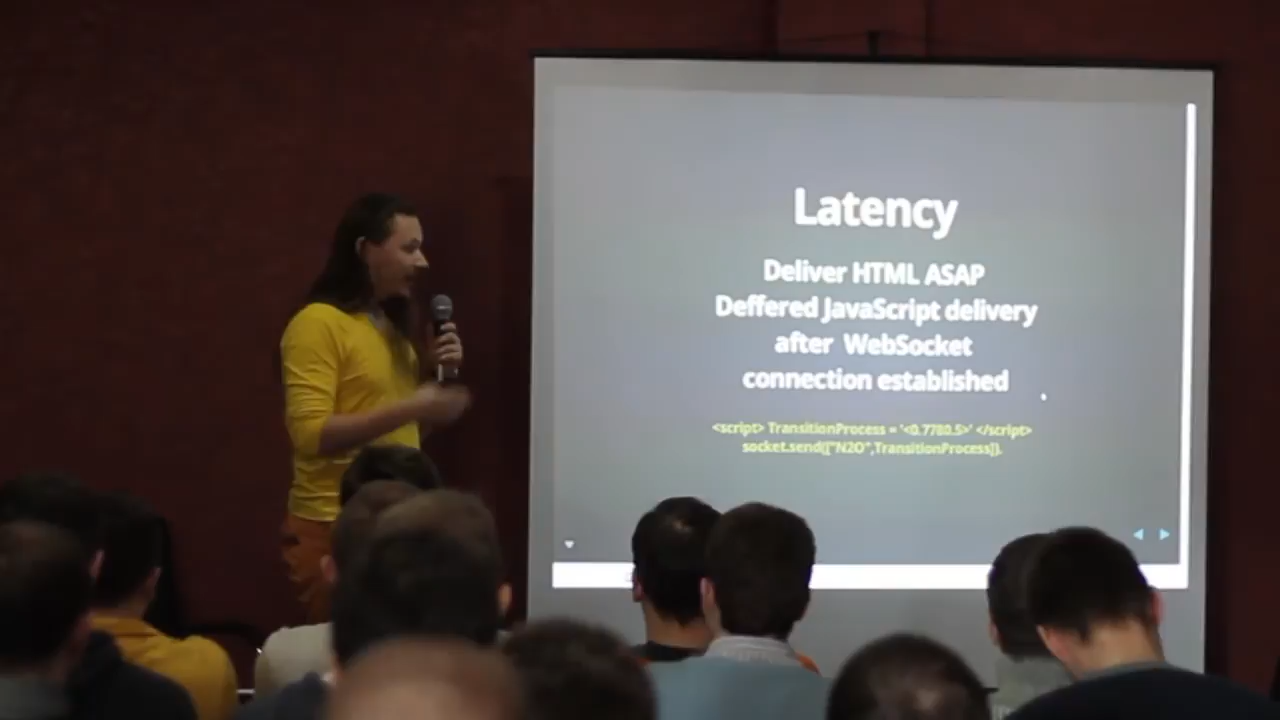 Latency
Deliver HTML ASAP
Deffered JavaScript delivery
after WebSocket
connection established
<script> TransitionProcess = '<0.7780.5>' </script>
socket.send(["N2O",TransitionProcess]).